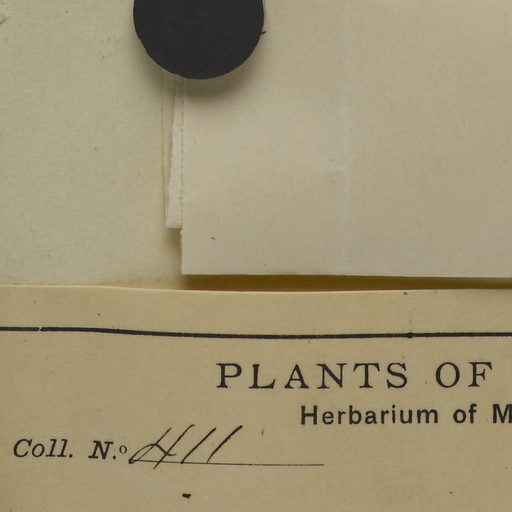 PLANTS OF
Herbarium of M
Coll. N.º 411